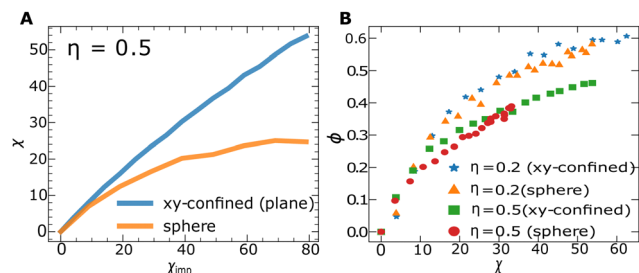 A
B
η = 0.5
50
40
30
20
10
0
χ
xy-confined (plane)
sphere
0 20 40 60 80
χimp
0.6
0.5
0.4
0.3
0.2
0.1
0.0
ϕ
η=0.2 (xy-confined)
η=0.2(sphere)
η=0.5(xy-confined)
η=0.5 (sphere)
0 10 20 30 40 50 60
χ